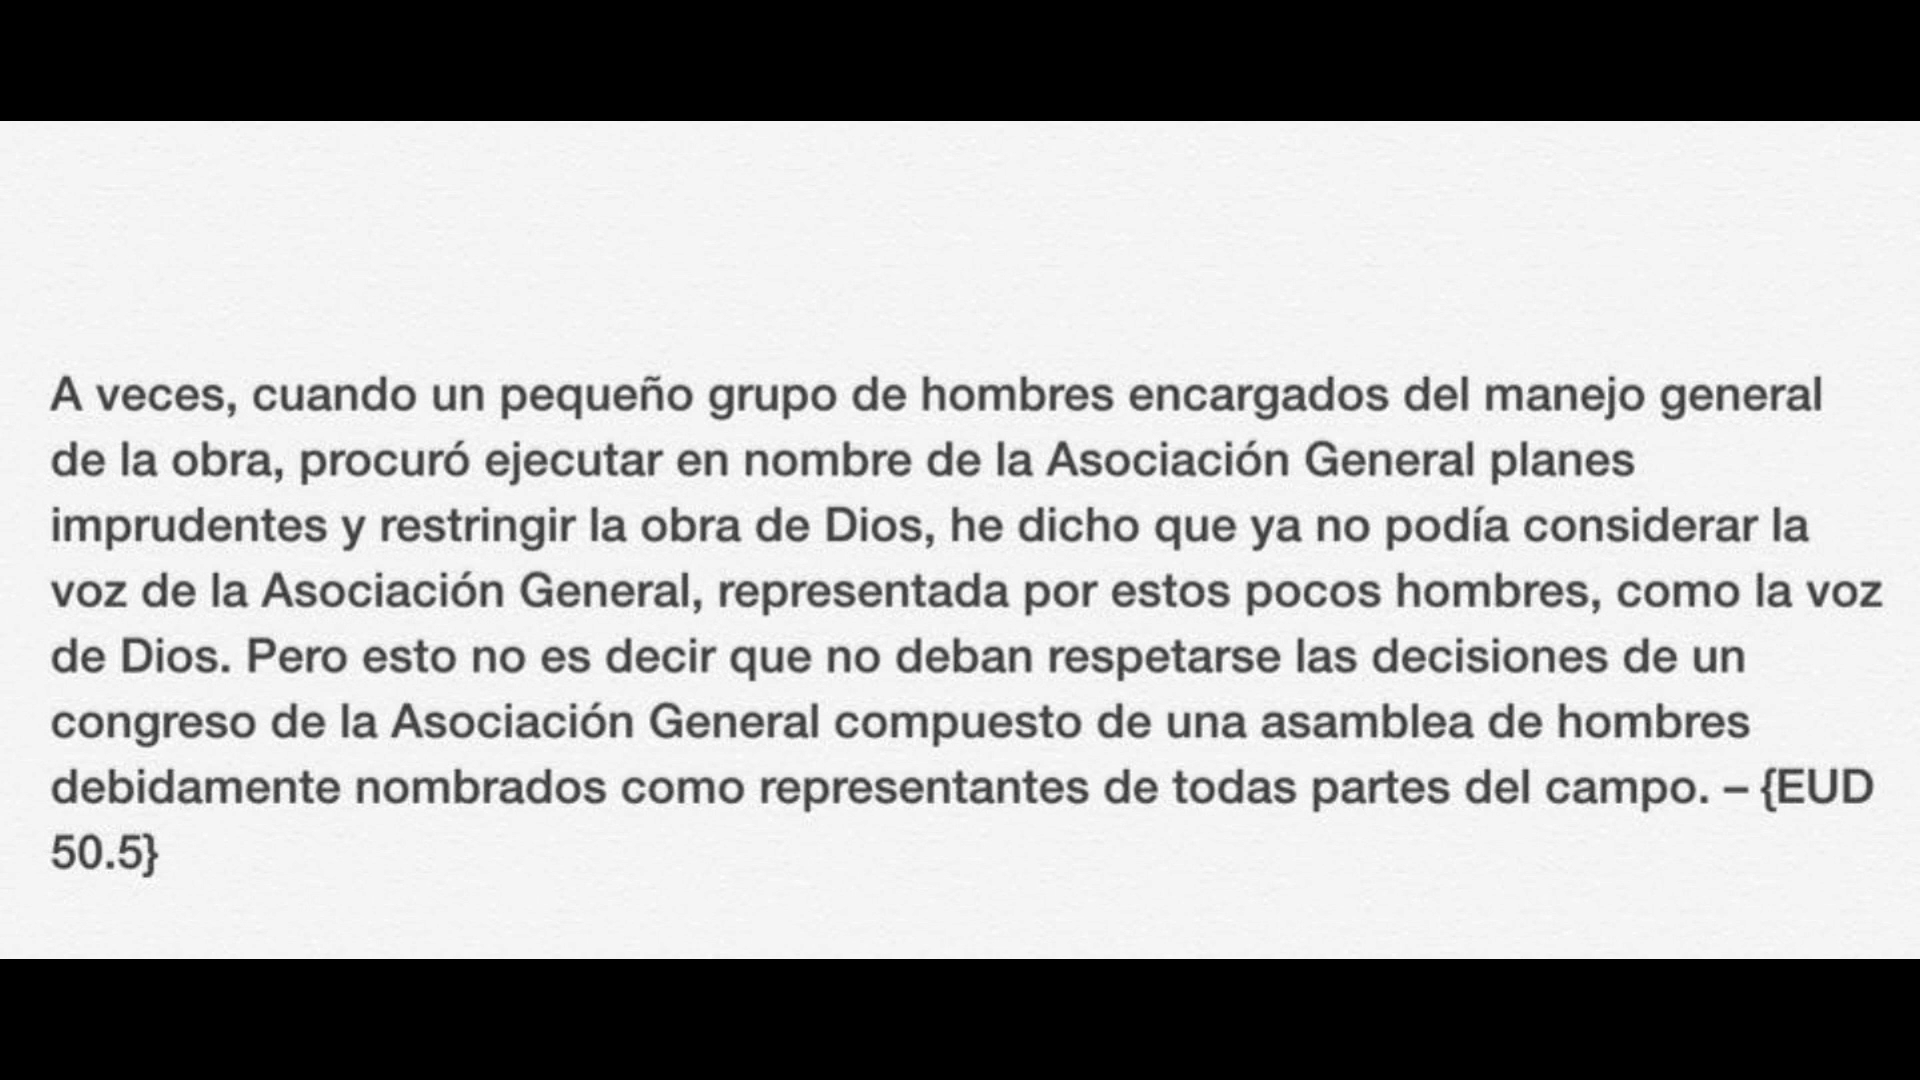 A veces, cuando un pequeño grupo de hombres encargados del manejo general
de la obra, procuró ejecutar en nombre de la Asociación General planes
imprudentes y restringir la obra de Dios, he dicho que ya no podía considerar la
voz de la Asociación General, representada por estos pocos hombres, como la voz
de Dios. Pero esto no es decir que no deban respetarse las decisiones de un
congreso de la Asociación General compuesto de una asamblea de hombres
debidamente nombrados como representantes de todas partes del campo. – {EUD
50.5}